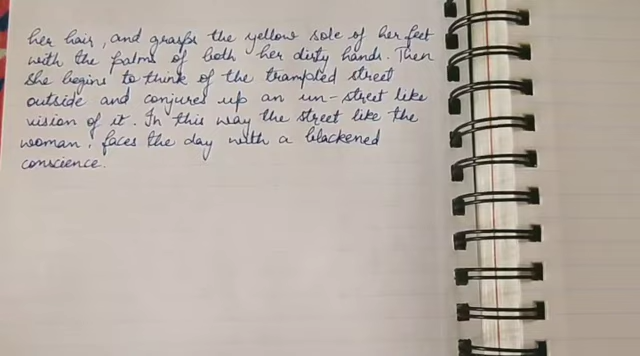 her hair, and grasps the yellow sole of her feet
with the palms of both her dirty hands. Then
she begins to think of the trampled street
outside and conjures up an un-street like
vision of it. In this way the street like the
woman, faces the day with a blackened
conscience.